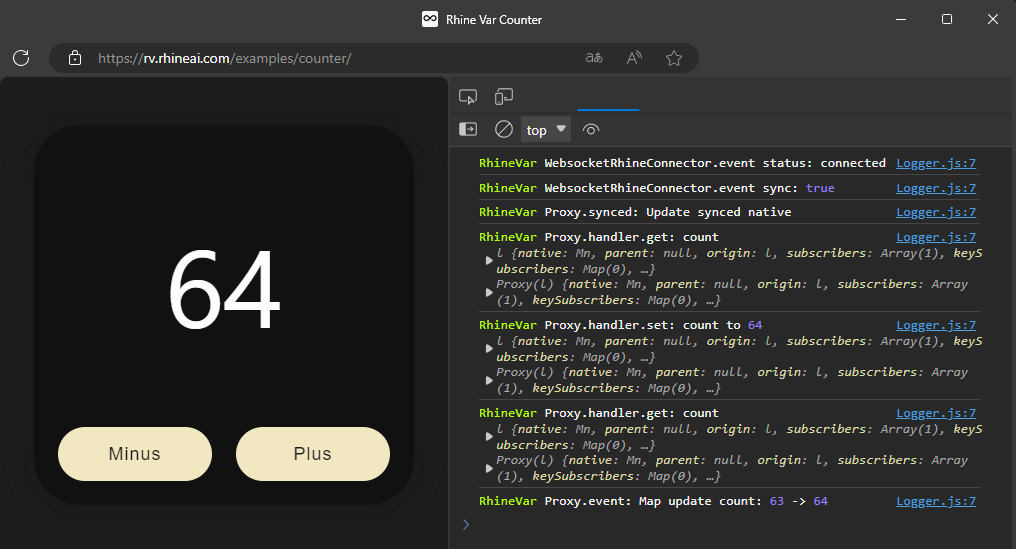 Rhine Var Counter
https://rv.rhineai.com/examples/counter/
top
64
Minus
Plus
RhineVar WebsocketRhineConnector.event status: connected Logger.js:7
RhineVar WebsocketRhineConnector.event sync: true Logger.js:7
RhineVar Proxy.synced: Update synced native Logger.js:7
RhineVar Proxy.handler.get: count Logger.js:7
l {native: Mn, parent: null, origin: l, subscribers: Array(1), keyS
ubscribers: Map(0), …}
Proxy(l) {native: Mn, parent: null, origin: l, subscribers: Array
(1), keySubscribers: Map(0), …}
RhineVar Proxy.handler.set: count to 64 Logger.js:7
l {native: Mn, parent: null, origin: l, subscribers: Array(1), keyS
ubscribers: Map(0), …}
Proxy(l) {native: Mn, parent: null, origin: l, subscribers: Array
(1), keySubscribers: Map(0), …}
RhineVar Proxy.handler.get: count Logger.js:7
l {native: Mn, parent: null, origin: l, subscribers: Array(1), keyS
ubscribers: Map(0), …}
Proxy(l) {native: Mn, parent: null, origin: l, subscribers: Array
(1), keySubscribers: Map(0), …}
RhineVar Proxy.event: Map update count: 63 -> 64 Logger.js:7